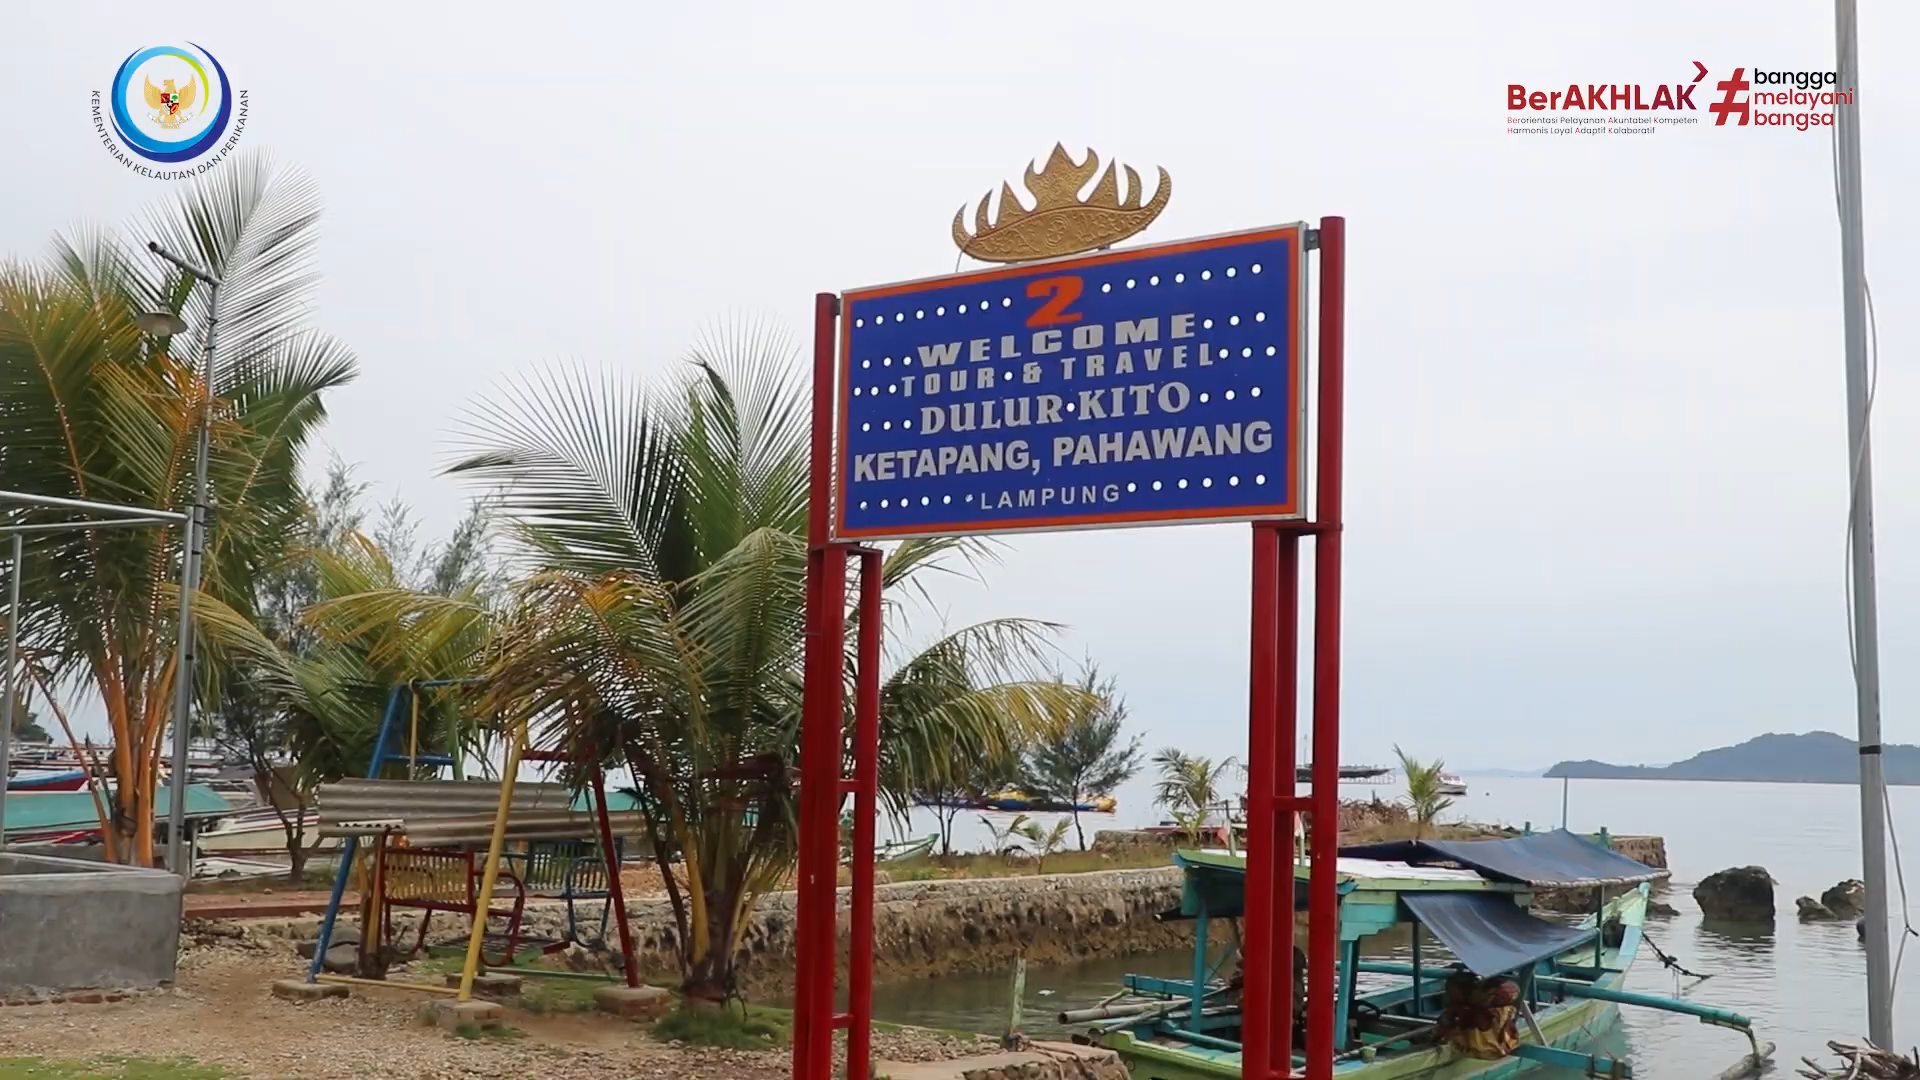 KEMENTERIAN KELAUTAN DAN PERIKANAN
BerAKHLAK
Berorientasi Pelayanan Akuntabel Kompeten
Harmonis Loyal Adaptif Kolaboratif
#
bangga
melayani
bangsa
2
WELCOME
TOUR & TRAVEL
DULUR KITO
KETAPANG, PAHAWANG
LAMPUNG